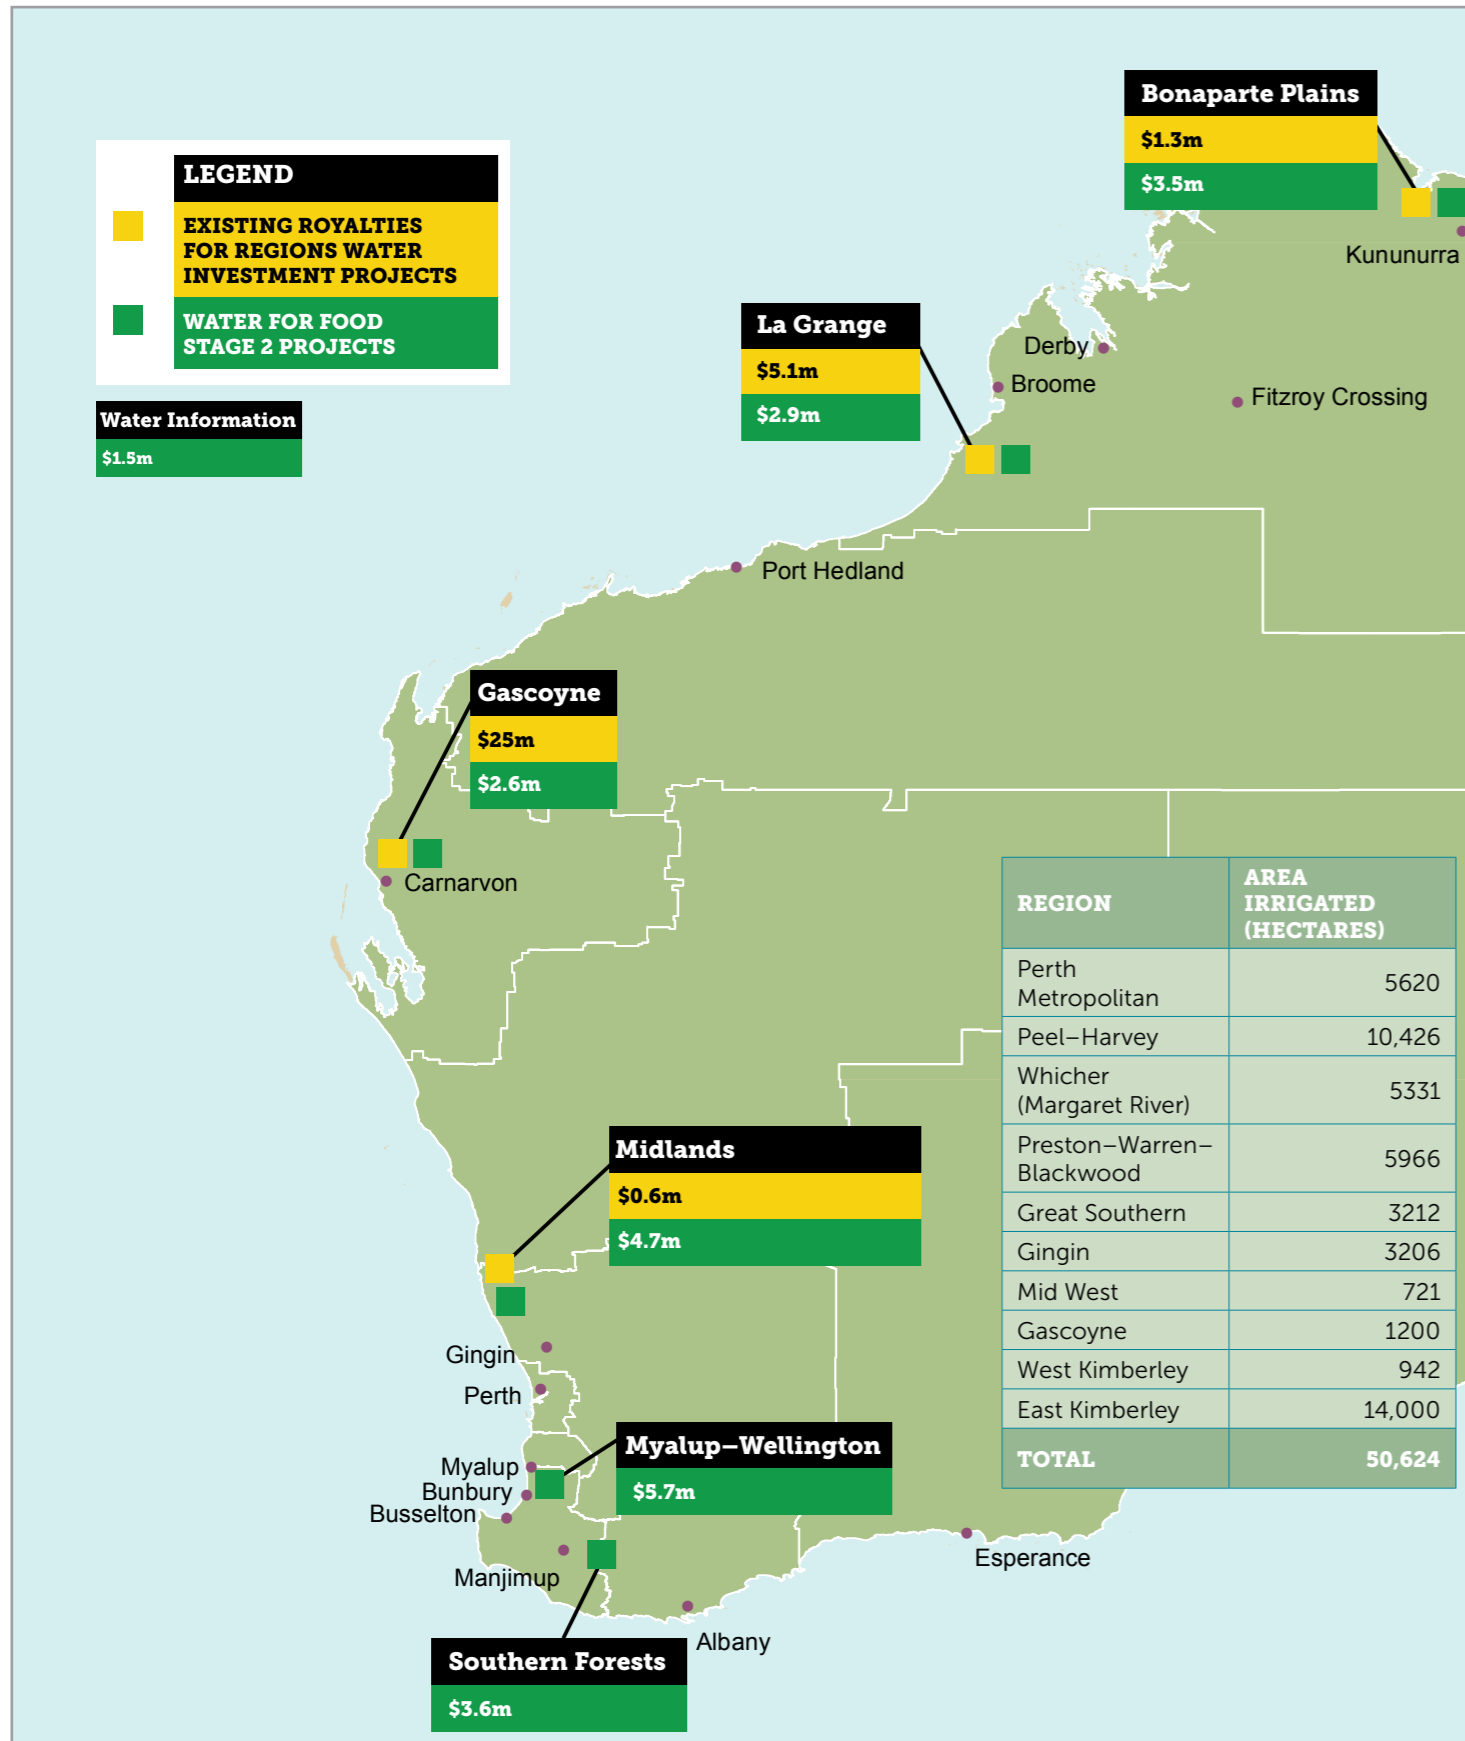 LEGEND
EXISTING ROYALTIES
FOR REGIONS WATER
INVESTMENT PROJECTS
WATER FOR FOOD
STAGE 2 PROJECTS
Water Information
$1.5m
Bonaparte Plains
$1.3m
$3.5m
Kununurra
La Grange
$5.1m
$2.9m
Derby
Broome
Fitzroy Crossing
Port Hedland
Gascoyne
$25m
$2.6m
Carnarvon
Midlands
$0.6m
$4.7m
Gingin
Perth
Myalup–Wellington
$5.7m
Myalup
Bunbury
Busselton
Manjimup
Southern Forests
$3.6m
Albany
Esperance
REGION
AREA
IRRIGATED
(HECTARES)
Perth
Metropolitan
5620
Peel–Harvey 10,426
Whicher
(Margaret River)
5331
Preston–Warren–
Blackwood
5966
Great Southern 3212
Gingin 3206
Mid West 721
Gascoyne 1200
West Kimberley 942
East Kimberley 14,000
TOTAL 50,624